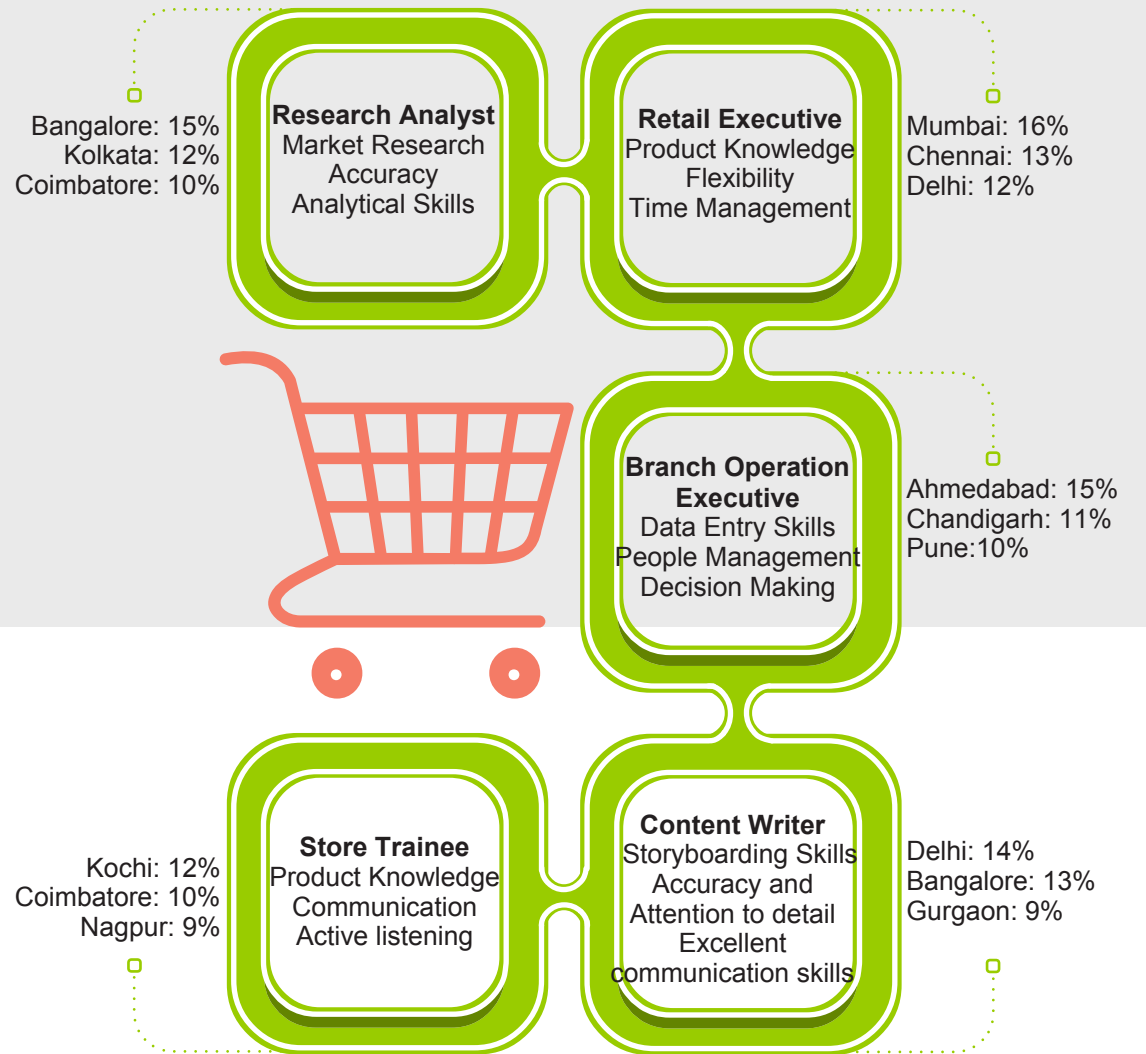 Bangalore: 15%
Kolkata: 12%
Coimbatore: 10%
Research Analyst
Market Research
Accuracy
Analytical Skills
Retail Executive
Product Knowledge
Flexibility
Time Management
Mumbai: 16%
Chennai: 13%
Delhi: 12%
Branch Operation
Executive
Data Entry Skills
People Management
Decision Making
Ahmedabad: 15%
Chandigarh: 11%
Pune:10%
Kochi: 12%
Coimbatore: 10%
Nagpur: 9%
Store Trainee
Product Knowledge
Communication
Active listening
Content Writer
Storyboarding Skills
Accuracy and
Attention to detail
Excellent
communication skills
Delhi: 14%
Bangalore: 13%
Gurgaon: 9%